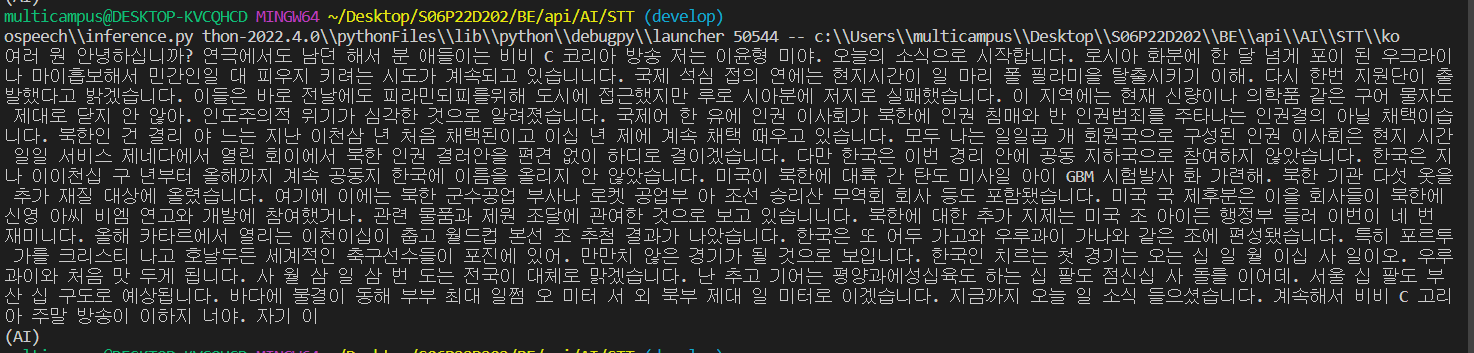 (AI)
multicampus@DESKTOP-KVCQHCD MINGW64 ~/Desktop/S06P22D202/BE/api/AI/STT (develop)
ospeech\\inference.py thon-2022.4.0\\pythonFiles\\lib\\python\\debugpy\\launcher 50544 -- c:\\Users\\multicampus\\Desktop\\S06P22D202\\BE\\api\\AI\\STT\\ko
여러 원 안녕하십니까? 연극에서도 남던 해서 분 애들이는 비비 C 코리아 방송 저는 이윤형 미야. 오늘의 소식으로 시작합니다. 로시아 화분에 한 달 넘게 포이 된 우크라이
나 마이흡보해서 민간인일 대 피우지 키려는 시도가 계속되고 있습니니다. 국제 석심 접의 연에는 현지시간이 일 마리 폴 필라미을 탈출시키기 이해. 다시 한번 지원단이 출
발했다고 밝겠습니다. 이들은 바로 전날에도 피라민되피를위해 도시에 접근했지만 루로 시아분에 저지로 실패했습니다. 이 지역에는 현재 신량이나 의학품 같은 구어 물자도
제대로 닫지 안 않아. 인도주의적 위기가 심각한 것으로 알려졌습니다. 국제어 한 유에 인권 이사회가 북한에 인권 침매와 반 인권범죄를 주타나는 인권결의 아닐 채택이습
니다. 북한인 건 결리 야 느는 지난 이천삼 년 처음 채택된이고 이십 년 제에 계속 채택 때우고 있습니다. 모두 나는 일일곱 개 회원국으로 구성된 인권 이사회은 현지 시간
일일 서비스 제네다에서 열린 회이에서 북한 인권 결러안을 편견 없이 하디로 결이겠습니다. 다만 한국은 이번 경리 안에 공동 지하국으로 참여하지 않았습니다. 한국은 지
나 이이천십 구 년부터 올해까지 계속 공동지 한국에 이름을 올리지 안 않았습니다. 미국이 북한에 대륙 간 탄도 미사일 아이 GBM 시험발사 화 가련해. 북한 기관 다섯 옷을
추가 재질 대상에 올렸습니다. 여기에 이에는 북한 군수공업 부사나 로켓 공업부 아 조선 승리산 무역회 회사 등도 포함됐습니다. 미국 국 제후분은 이을 회사들이 북한에
신영 아씨 비엠 연고와 개발에 참여했거나. 관련 물품과 제원 조달에 관여한 것으로 보고 있습니니다. 북한에 대한 추가 지제는 미국 조 아이든 행정부 들러 이번이 네 번
재미니다. 올해 카타르에서 열리는 이천이십이 춥고 월드컵 본선 조 추첨 결과가 나았습니다. 한국은 또 어두 가고와 우루과이 가나와 같은 조에 편성됐습니다. 특히 포르투
가를 크리스티 나고 호날두든 세계적인 축구선수들이 포진에 있어. 만만치 않은 경기가 될 것으로 보입니다. 한국인 치르는 첫 경기는 오는 십 일 월 이십 사 일이오. 우루
과이와 처음 맛 두게 됩니다. 사 월 삼 일 삼 번 도는 전국이 대체로 맑겠습니다. 난 추고 기어는 평양과에성십육도 하는 십 팔도 점신십 사 돌를 이어데. 서울 십 팔도 부
산 십 구도로 예상됩니다. 바다에 불결이 동해 부부 최대 일쩜 오 미터 서 외 북부 제대 일 미터로 이겠습니다. 지금까지 오늘 일 소식 들으셨습니다. 계속해서 비비 C 고리
아 주말 방송이 이하지 너야. 자기 이
(AI)